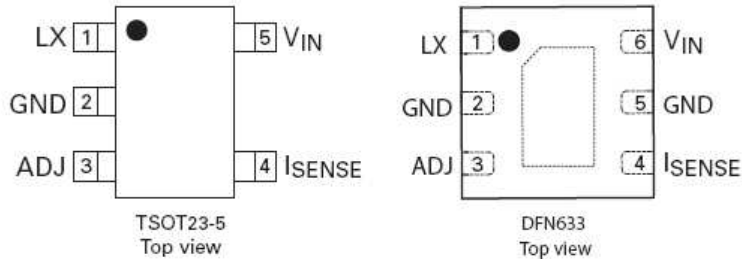 LX 1 5 VIN
GND 2
ADJ 3 4 ISENSE
TSOT23-5
Top view
LX 1 6 VIN
GND 2 5 GND
ADJ 3 4 ISENSE
DFN633
Top view